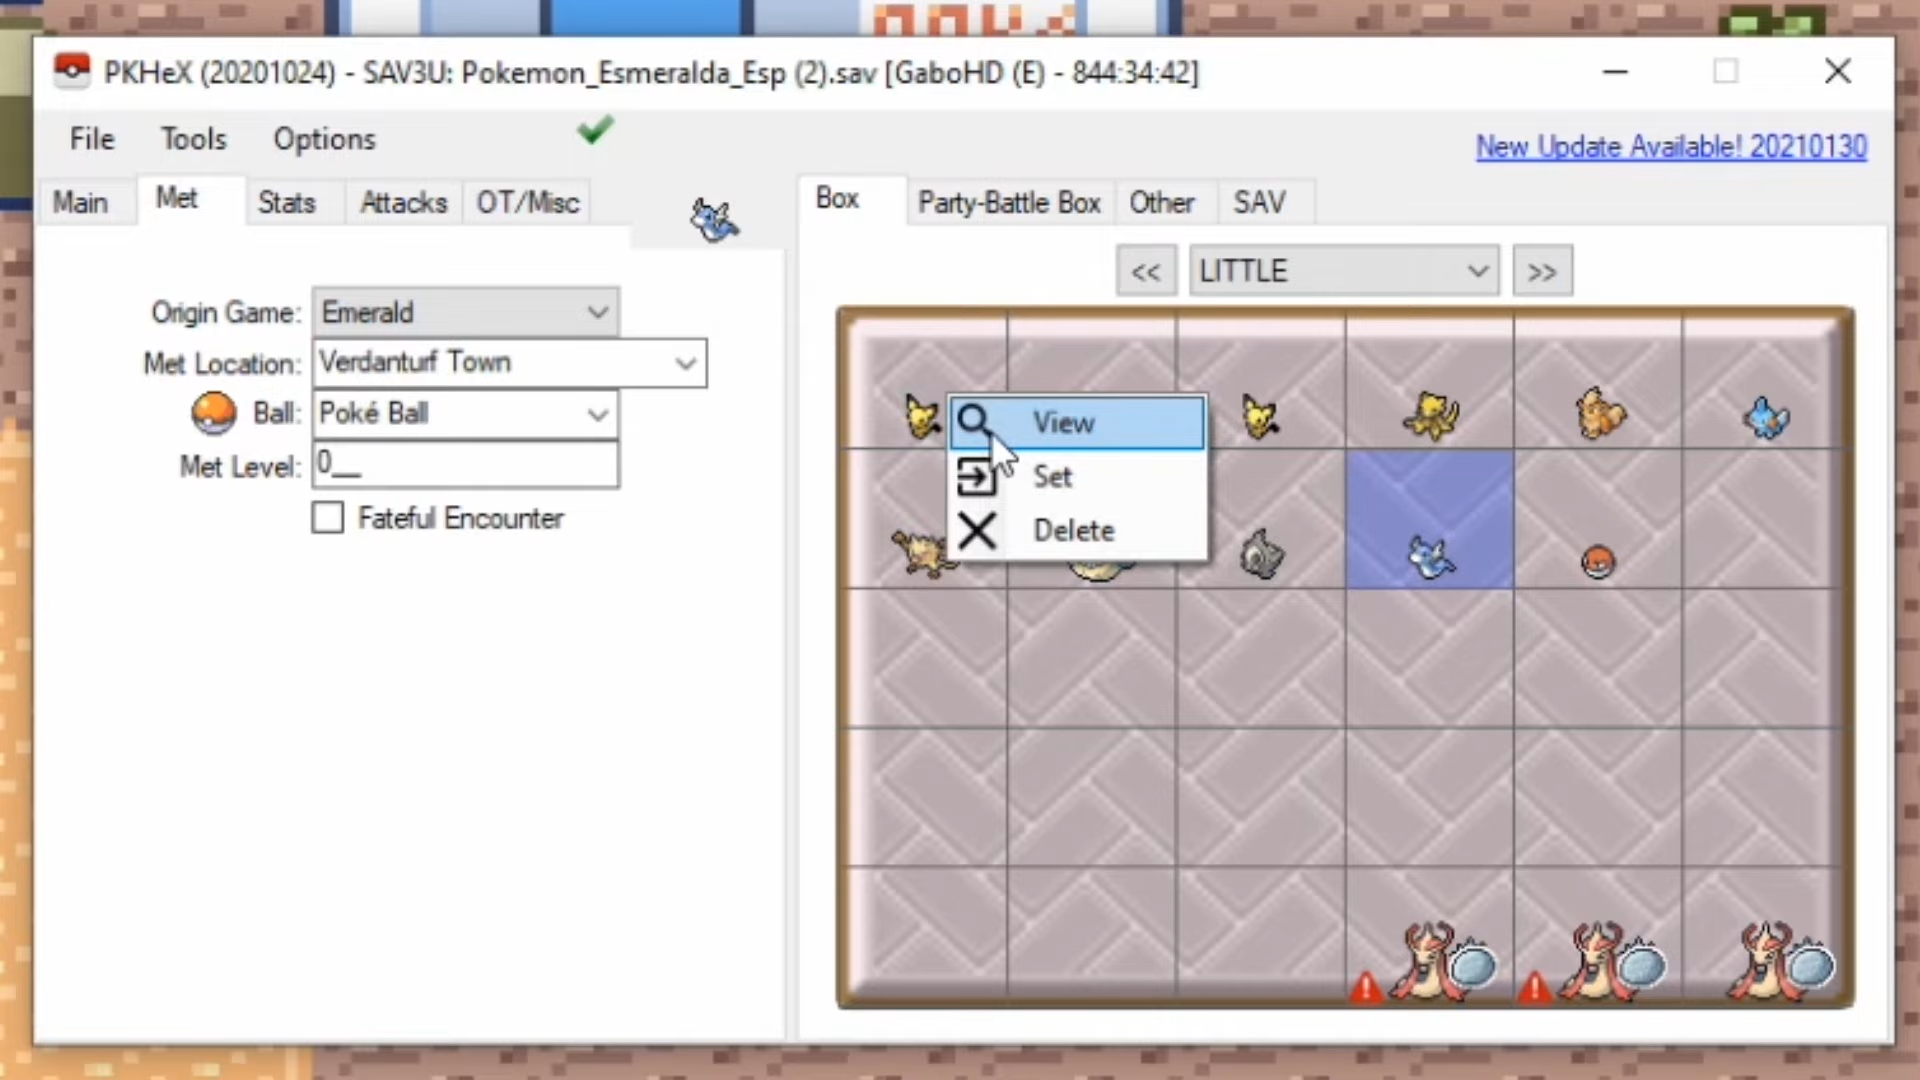 PKHeX (20201024) - SAV3U: Pokemon_Esmeralda_Esp (2).sav [GaboHD (E) - 844:34:42]
File Tools Options
New Update Available! 20210130
Main Met Stats Attacks OT/Misc
Box Party-Battle Box Other SAV
<< LITTLE >>
Origin Game: Emerald
Met Location: Verdanturf Town
Ball: Poké Ball
Met Level: 0__
Fateful Encounter
View
Set
Delete